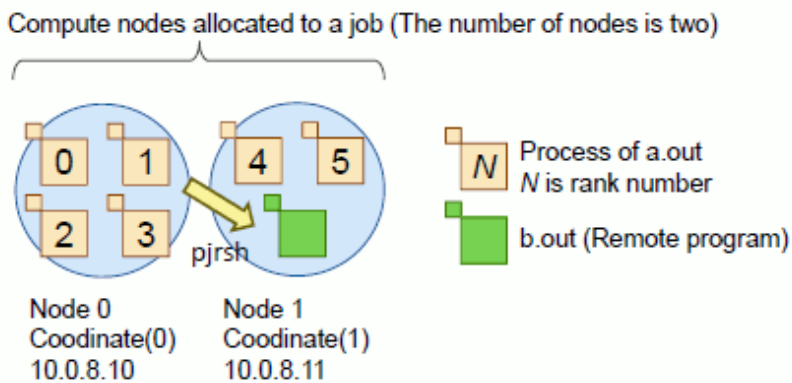 Compute nodes allocated to a job (The number of nodes is two)
0 1 4 5
2 3
pjrsh
N Process of a.out
N is rank number
b.out (Remote program)
Node 0
Coodinate(0)
10.0.8.10
Node 1
Coodinate(1)
10.0.8.11